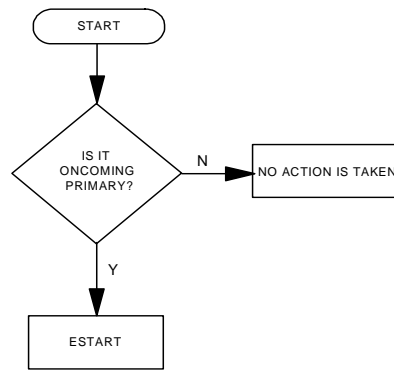 START
IS IT
ONCOMING
PRIMARY?
N
NO ACTION IS TAKEN
Y
ESTART